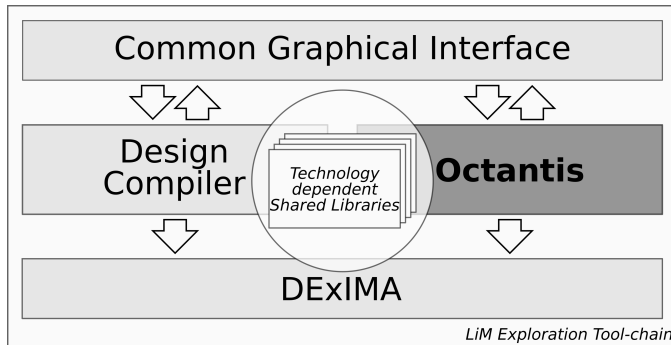 Common Graphical Interface
Design
Compiler
Technology
dependent
Shared Libraries
Octantis
DExIMA
LiM Exploration Tool-chain